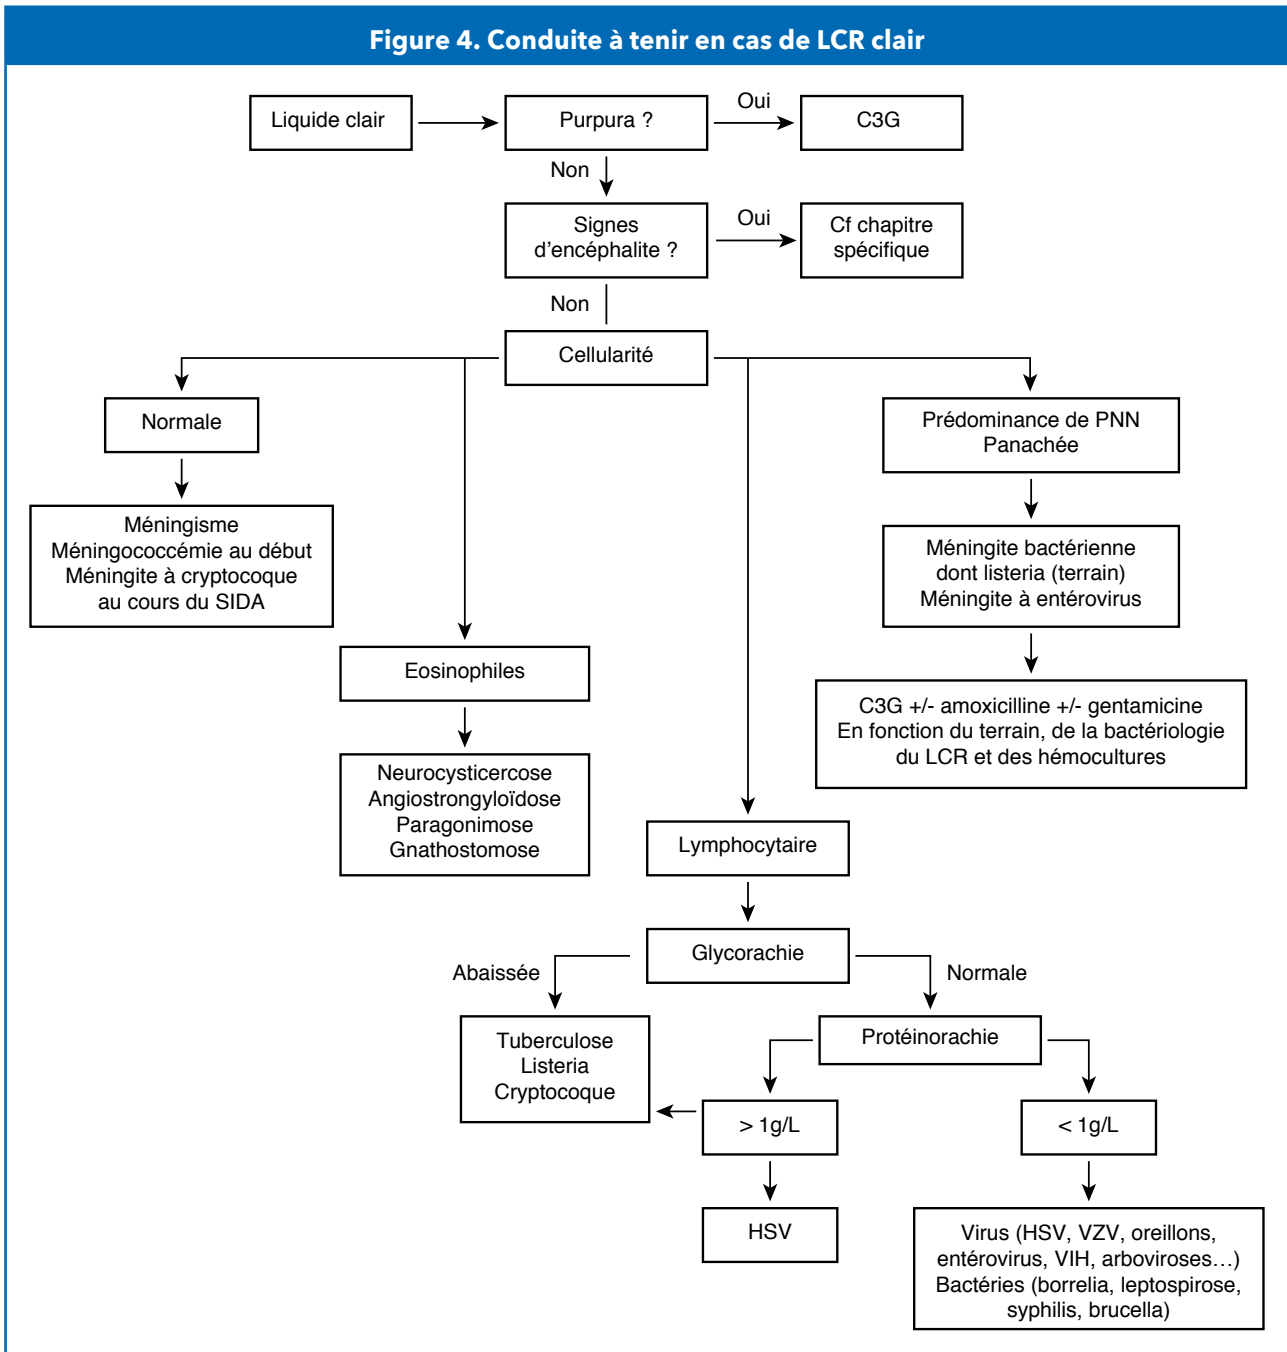 Figure 4. Conduite à tenir en cas de LCR clair
Liquide clair
Purpura ?
Oui
C3G
Non
Signes
d'encéphalite ?
Oui
Cf chapitre
spécifique
Non
Cellularité
Normale
Méningisme
Méningococcémie au début
Méningite à cryptocoque
au cours du SIDA
Eosinophiles
Neurocysticercose
Angiostrongyloïdose
Paragonimose
Gnathostomose
Prédominance de PNN
Panachée
Méningite bactérienne
dont listeria (terrain)
Méningite à entérovirus
C3G +/- amoxicilline +/- gentamicine
En fonction du terrain, de la bactériologie
du LCR et des hémocultures
Lymphocytaire
Glycorachie
Abaissée
Normale
Tuberculose
Listeria
Cryptocoque
Protéinorachie
> 1g/L
< 1g/L
HSV
Virus (HSV, VZV, oreillons,
entérovirus, VIH, arboviroses…)
Bactéries (borrelia, leptospirose,
syphilis, brucella)